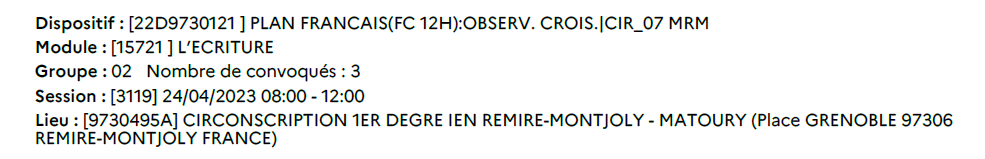 Dispositif : [22D9730121 ] PLAN FRANCAIS(FC 12H):OBSERV. CROIS.|CIR_07 MRM
Module : [15721 ] L'ECRITURE
Groupe : 02 Nombre de convoqués : 3
Session : [3119] 24/04/2023 08:00 - 12:00
Lieu : [9730495A] CIRCONSCRIPTION 1ER DEGRE IEN REMIRE-MONTJOLY - MATOURY (Place GRENOBLE 97306
REMIRE-MONTJOLY FRANCE)